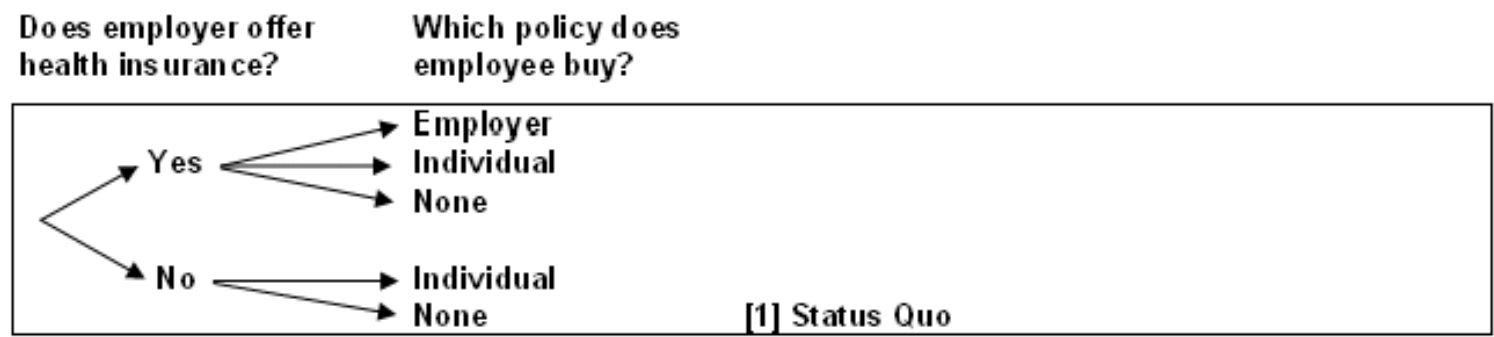 Does employer offer
health insurance?
Which policy does
employee buy?
Yes
Employer
Individual
None
No
Individual
None
[1] Status Quo